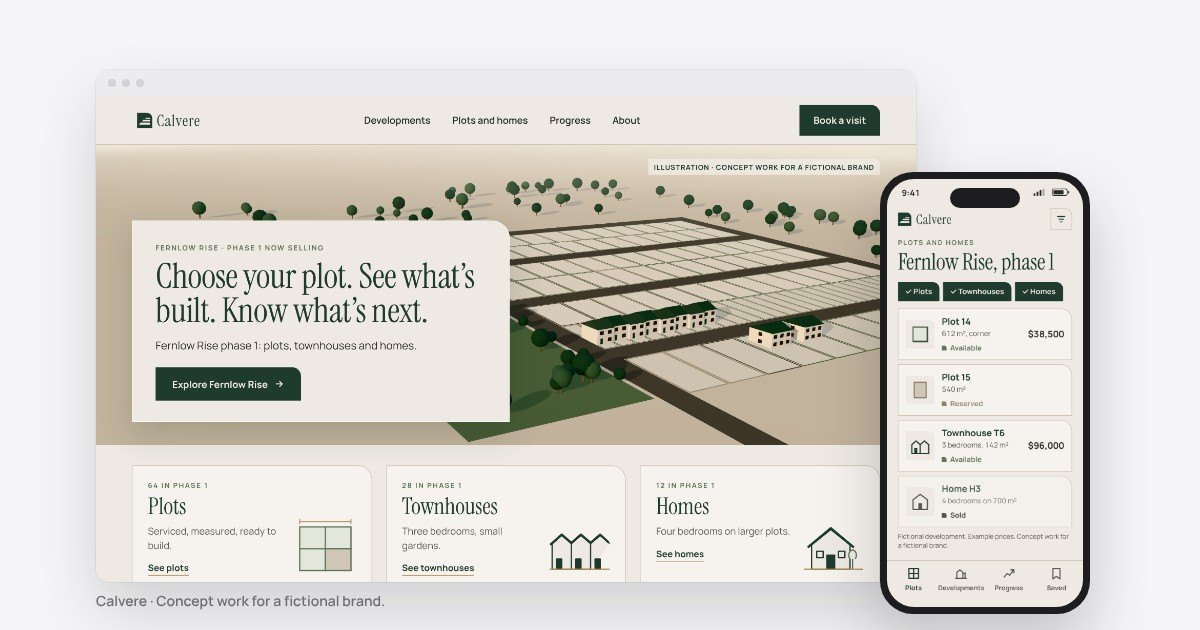 Calvere
Developments
Plots and homes
Progress
About
Book a visit
ILLUSTRATION · CONCEPT WORK FOR A FICTIONAL BRAND
FERNLOW RISE · PHASE 1 NOW SELLING
Choose your plot. See what’s
built. Know what’s next.
Fernlow Rise phase 1: plots, townhouses and homes.
Explore Fernlow Rise →
64 IN PHASE 1
Plots
Serviced, measured, ready to
build.
See plots
28 IN PHASE 1
Townhouses
Three bedrooms, small
gardens.
See townhouses
12 IN PHASE 1
Homes
Four bedrooms on larger plots.
See homes
9:41
Calvere
PLOTS AND HOMES
Fernlow Rise, phase 1
✓ Plots
✓ Townhouses
✓ Homes
Plot 14
612 m², corner
Available
$38,500
Plot 15
540 m²
Reserved
Townhouse T6
3 bedrooms, 142 m²
Available
$96,000
Home H3
4 bedrooms on 700 m²
Sold
Fictional development. Example prices. Concept work for
a fictional brand.
Plots
Developments
Progress
Saved
Calvere · Concept work for a fictional brand.